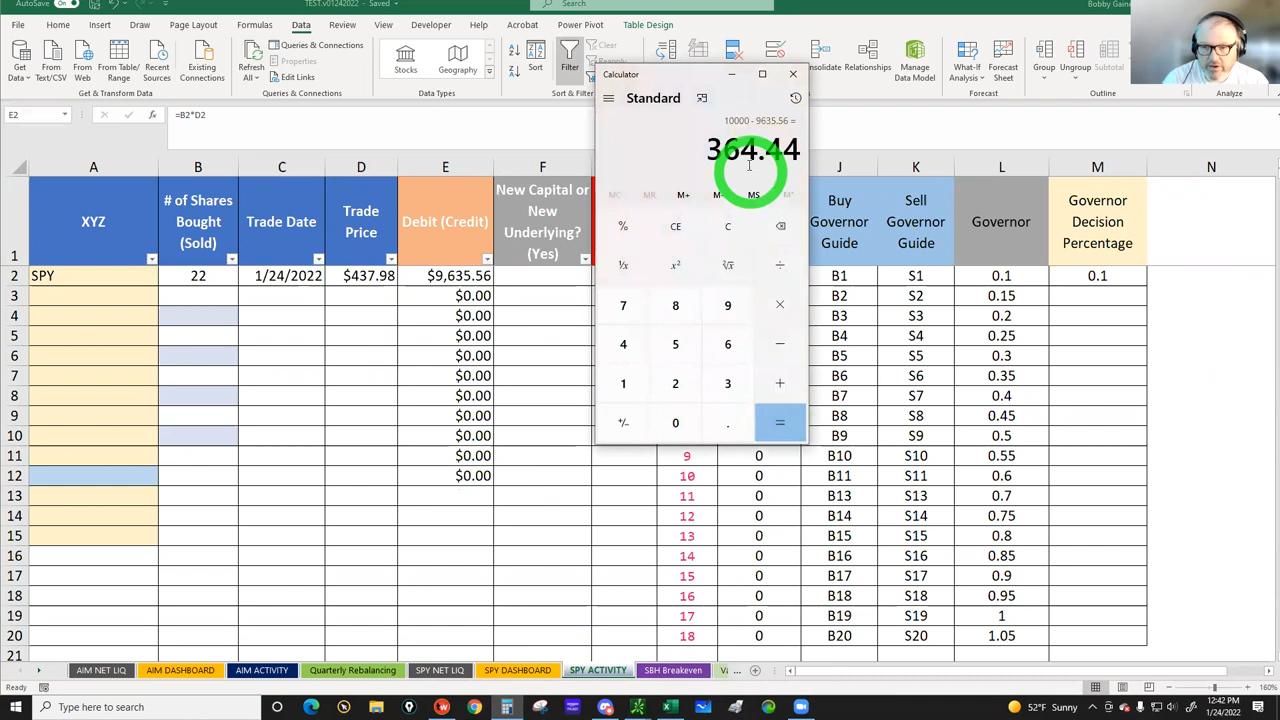 AutoSave
TEST.v01242022 - Saved
Search
Bobby Gaine
File Home Insert Draw Page Layout Formulas Data Review View Developer Acrobat Power Pivot Table Design
Get Data
From Text/CSV
From Web
From Table/Range
Recent Sources
Existing Connections
Refresh All
Queries & Connections
Properties
Edit Links
Stocks
Geography
Sort
Filter
Clear
nsolidate
Relationships
Manage Data Model
What-If Analysis
Forecast Sheet
Group
Ungroup
Subtotal
Get & Transform Data
Queries & Connections
Data Types
Sort &
Forecast
Outline
Analyze
E2
fx
=B2*D2
Calculator
Standard
10000 - 9635.56 =
364.44
MC MR M+ M- MS
% CE C
¹/x x² ²√x ÷
7 8 9 ×
4 5 6 −
1 2 3 +
+/− 0 . =
A B C D E F J K L M N
1 XYZ
# of Shares Bought (Sold)
Trade Date
Trade Price
Debit (Credit)
New Capital or New Underlying? (Yes)
Buy Governor Guide
Sell Governor Guide
Governor
Governor Decision Percentage
2 SPY 22 1/24/2022 $437.98 $9,635.56 B1 S1 0.1 0.1
3 $0.00 B2 S2 0.15
4 $0.00 B3 S3 0.2
5 $0.00 B4 S4 0.25
6 $0.00 B5 S5 0.3
7 $0.00 B6 S6 0.35
8 $0.00 B7 S7 0.4
9 $0.00 B8 S8 0.45
10 $0.00 B9 S9 0.5
11 $0.00 9 0 B10 S10 0.55
12 $0.00 10 0 B11 S11 0.6
13 11 0 B13 S13 0.7
14 12 0 B14 S14 0.75
15 13 0 B15 S15 0.8
16 14 0 B16 S16 0.85
17 15 0 B17 S17 0.9
18 16 0 B18 S18 0.95
19 17 0 B19 S19 1
20 18 0 B20 S20 1.05
21
AIM NET LIQ AIM DASHBOARD AIM ACTIVITY Quarterly Rebalancing SPY NET LIQ SPY DASHBOARD SPY ACTIVITY SBH Breakeven Va ...
Ready
160%
Type here to search
52°F Sunny
12:42 PM
1/24/2022